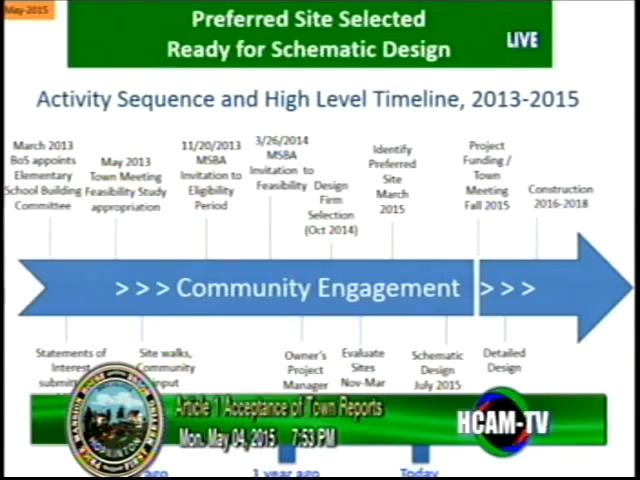 May-2015
Preferred Site Selected
Ready for Schematic Design
LIVE
Activity Sequence and High Level Timeline, 2013-2015
March 2013
BoS appoints
Elementary
School Building
Committee
May 2013
Town Meeting
Feasibility Study
appropriation
11/20/2013
MSBA
Invitation to
Eligibility
Period
3/26/2014
MSBA
Invitation to
Feasibility
Design
Firm
Selection
(Oct 2014)
Identify
Preferred
Site
March
2015
Project
Funding /
Town
Meeting
Fall 2015
Construction
2016-2018
> > > Community Engagement > > >
Statements of
Interest
Site walks,
Community
Owner's
Project
Manager
Evaluate
Sites
Nov-Mar
Schematic
Design
July 2015
Detailed
Design
HOPKINTON
Article 1 Acceptance of Town Reports
Mon. May 04, 2015 7:53 PM
HCAM-TV
ago
1 year ago
Today